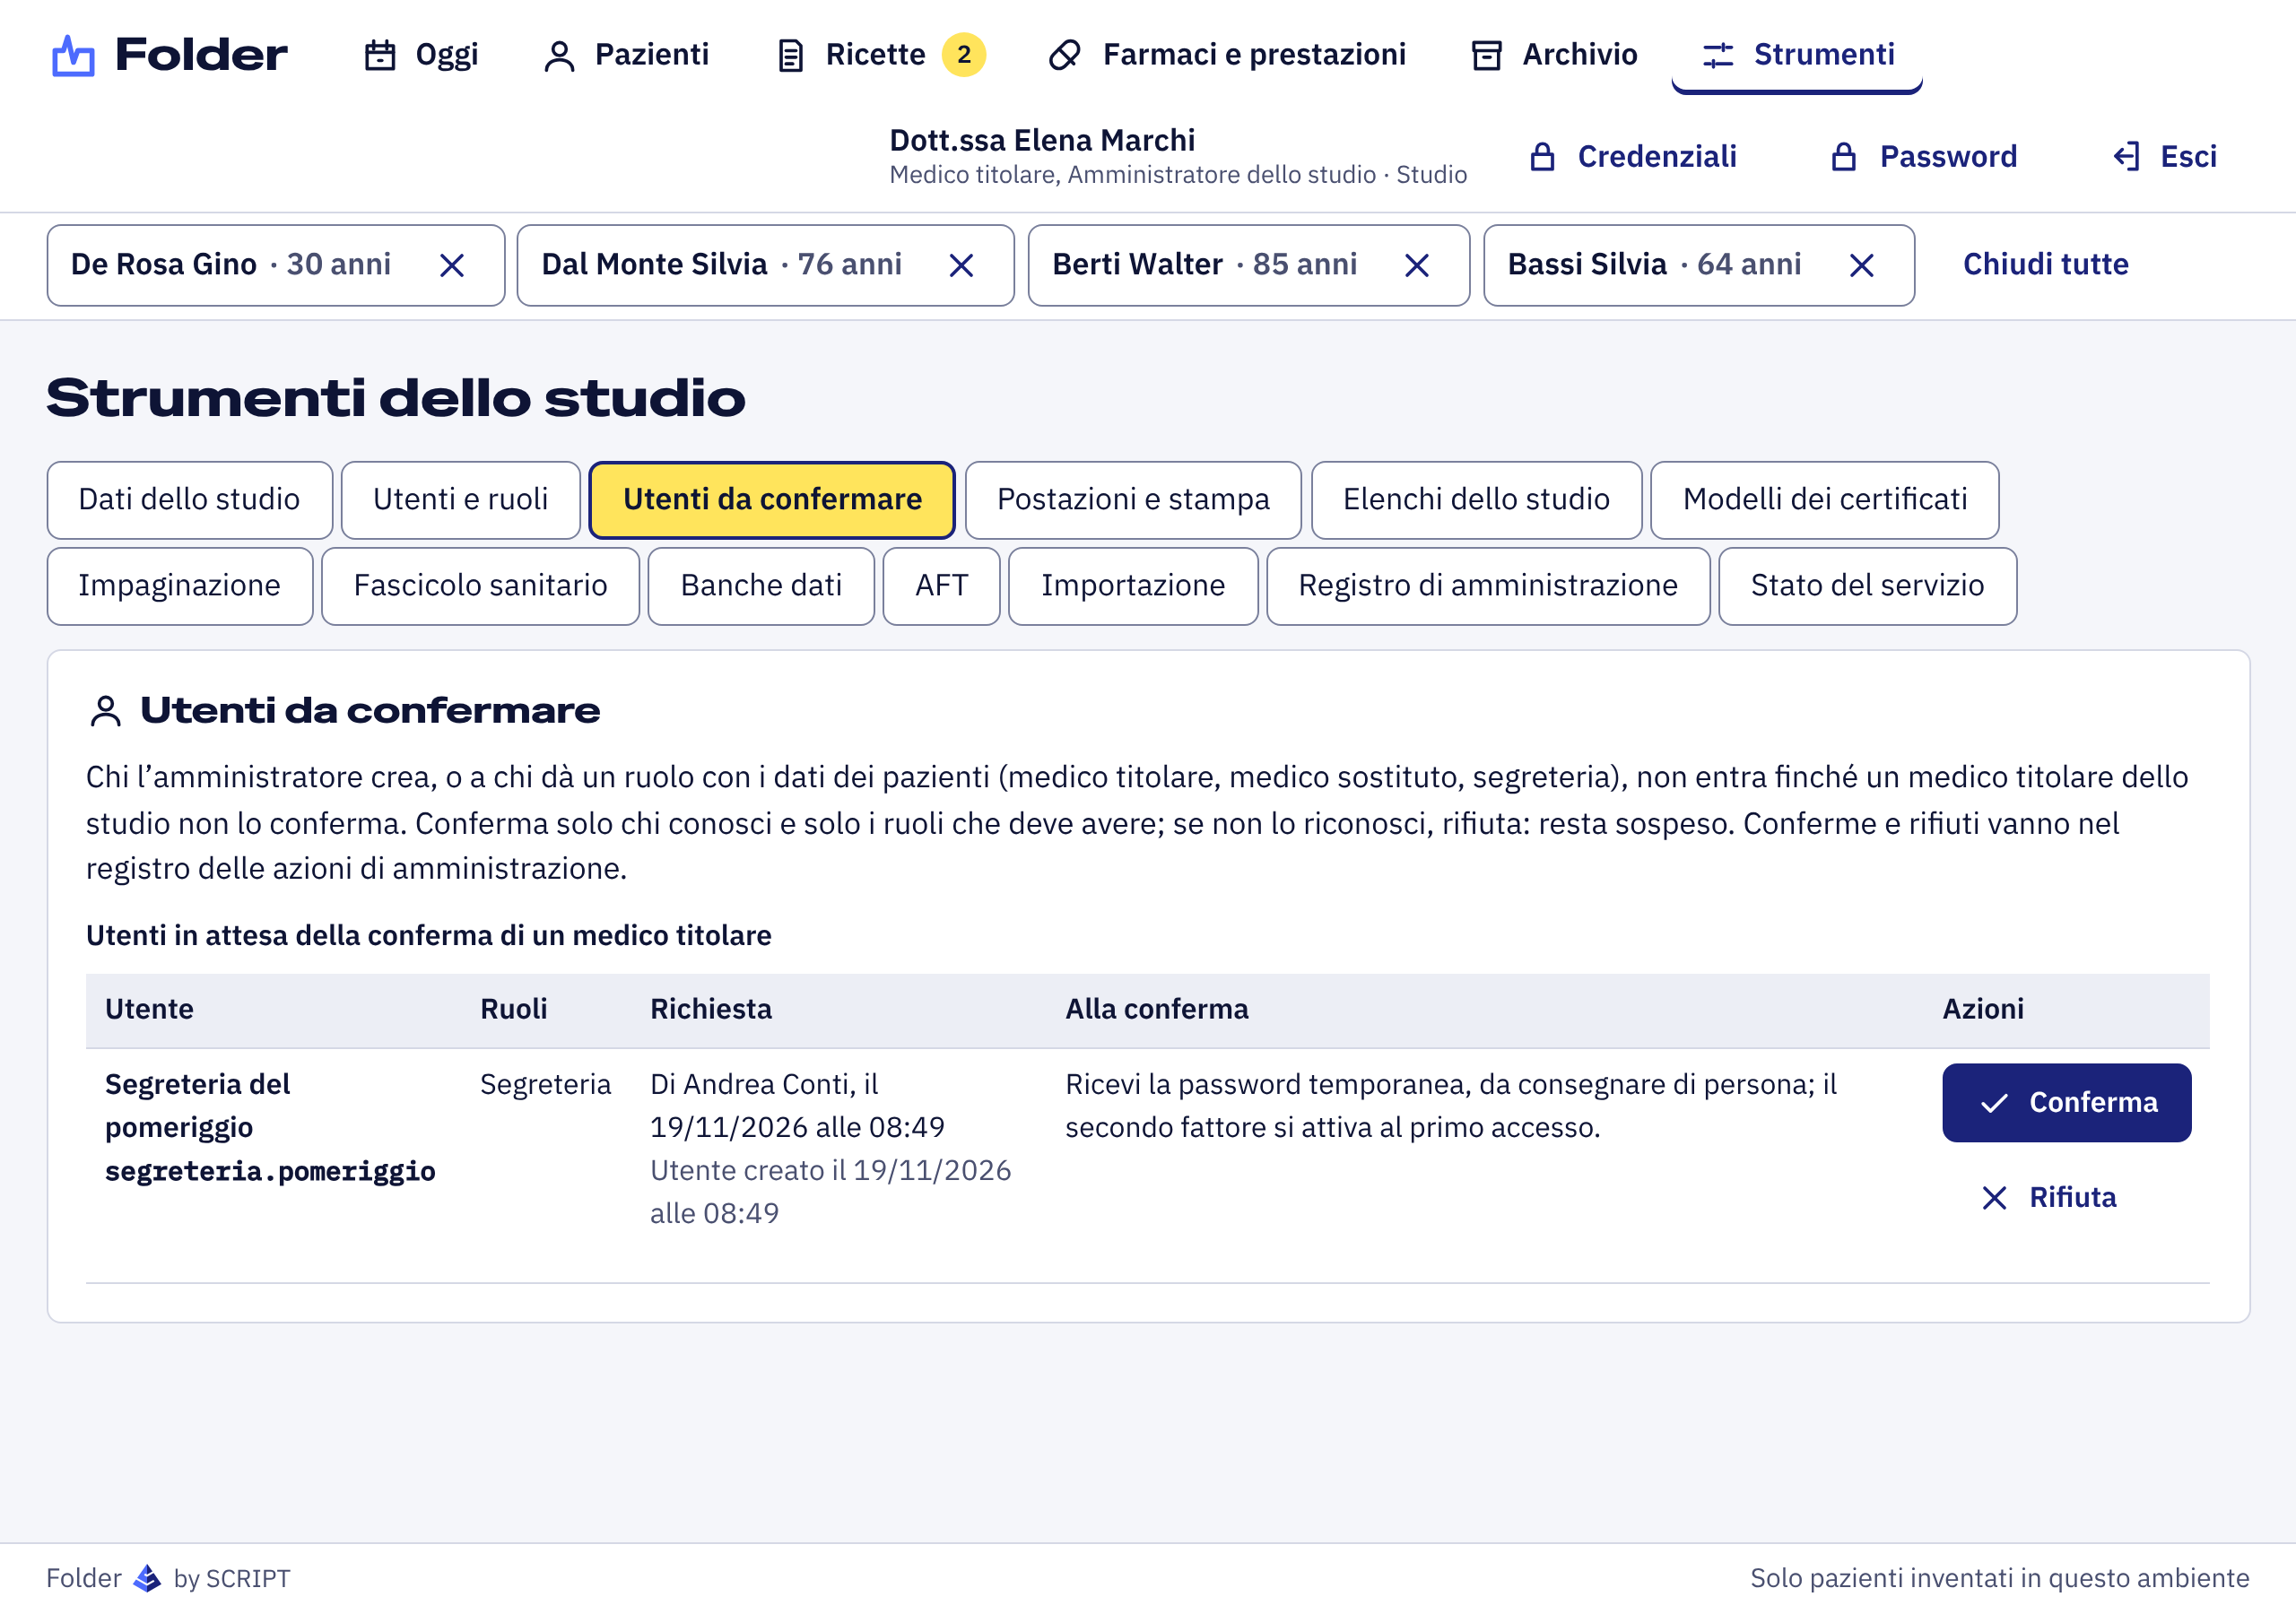 Folder Oggi Pazienti Ricette 2 Farmaci e prestazioni Archivio Strumenti
Dott.ssa Elena Marchi
Medico titolare, Amministratore dello studio · Studio
Credenziali Password Esci
De Rosa Gino · 30 anni Dal Monte Silvia · 76 anni Berti Walter · 85 anni Bassi Silvia · 64 anni Chiudi tutte
Strumenti dello studio
Dati dello studio Utenti e ruoli Utenti da confermare Postazioni e stampa Elenchi dello studio Modelli dei certificati
Impaginazione Fascicolo sanitario Banche dati AFT Importazione Registro di amministrazione Stato del servizio
Utenti da confermare
Chi l’amministratore crea, o a chi dà un ruolo con i dati dei pazienti (medico titolare, medico sostituto, segreteria), non entra finché un medico titolare dello
studio non lo conferma. Conferma solo chi conosci e solo i ruoli che deve avere; se non lo riconosci, rifiuta: resta sospeso. Conferme e rifiuti vanno nel
registro delle azioni di amministrazione.
Utenti in attesa della conferma di un medico titolare
Utente Ruoli Richiesta Alla conferma Azioni
Segreteria del
pomeriggio
segreteria.pomeriggio
Segreteria
Di Andrea Conti, il
19/11/2026 alle 08:49
Utente creato il 19/11/2026
alle 08:49
Ricevi la password temporanea, da consegnare di persona; il
secondo fattore si attiva al primo accesso.
Conferma
Rifiuta
Folder by SCRIPT
Solo pazienti inventati in questo ambiente